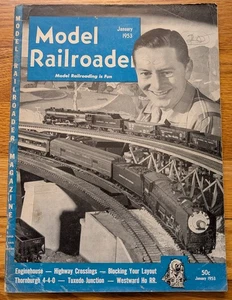 January
1953
Model
Railroader
Model Railroading is Fun
MODEL RAILROADER MAGAZINE
Enginehouse — Highway Crossings — Blocking Your Layout
Thornburgh 4-4-0 — Tuxedo Junction — Westward Ho RR.
50c
January 1953